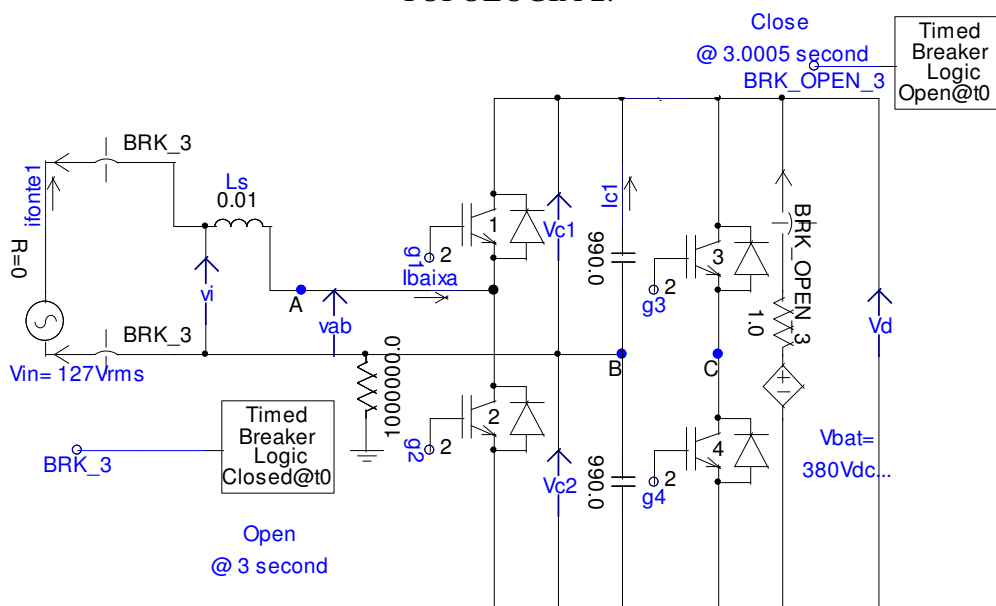 TOPOLOGIA 2:
Close
@ 3.0005 second
BRK_OPEN_3
Timed
Breaker
Logic
Open@t0
BRK_3
ifonte1
R=0
Ls
0.01
vi
A
vab
g1
2
Ibaixa
1
Vc1
Ic1
990.0
3
g3
2
BRK_OPEN_3
1.0
Vd
BRK_3
Vin= 127Vrms
1000000.0
B
C
Timed
Breaker
Logic
Closed@t0
BRK_3
g2
2
2
Vc2
990.0
g4
2
4
Vbat=
380Vdc...
Open
@ 3 second